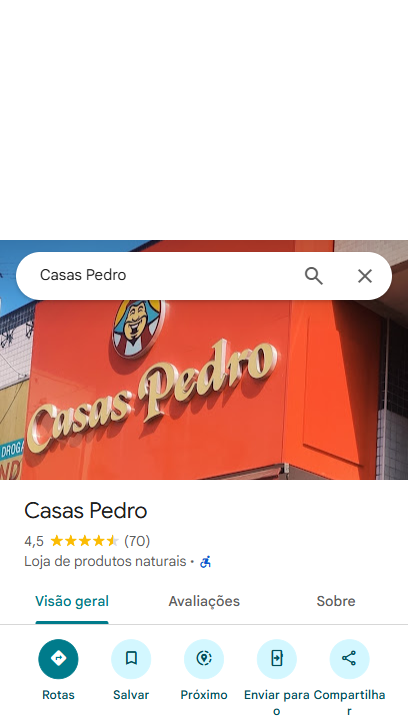 Casas Pedro
Casas Pedro
DROGA
ND
Casas Pedro
4,5 (70)
Loja de produtos naturais ·
Visão geral
Avaliações
Sobre
Rotas
Salvar
Próximo
Enviar para o
Compartilhar